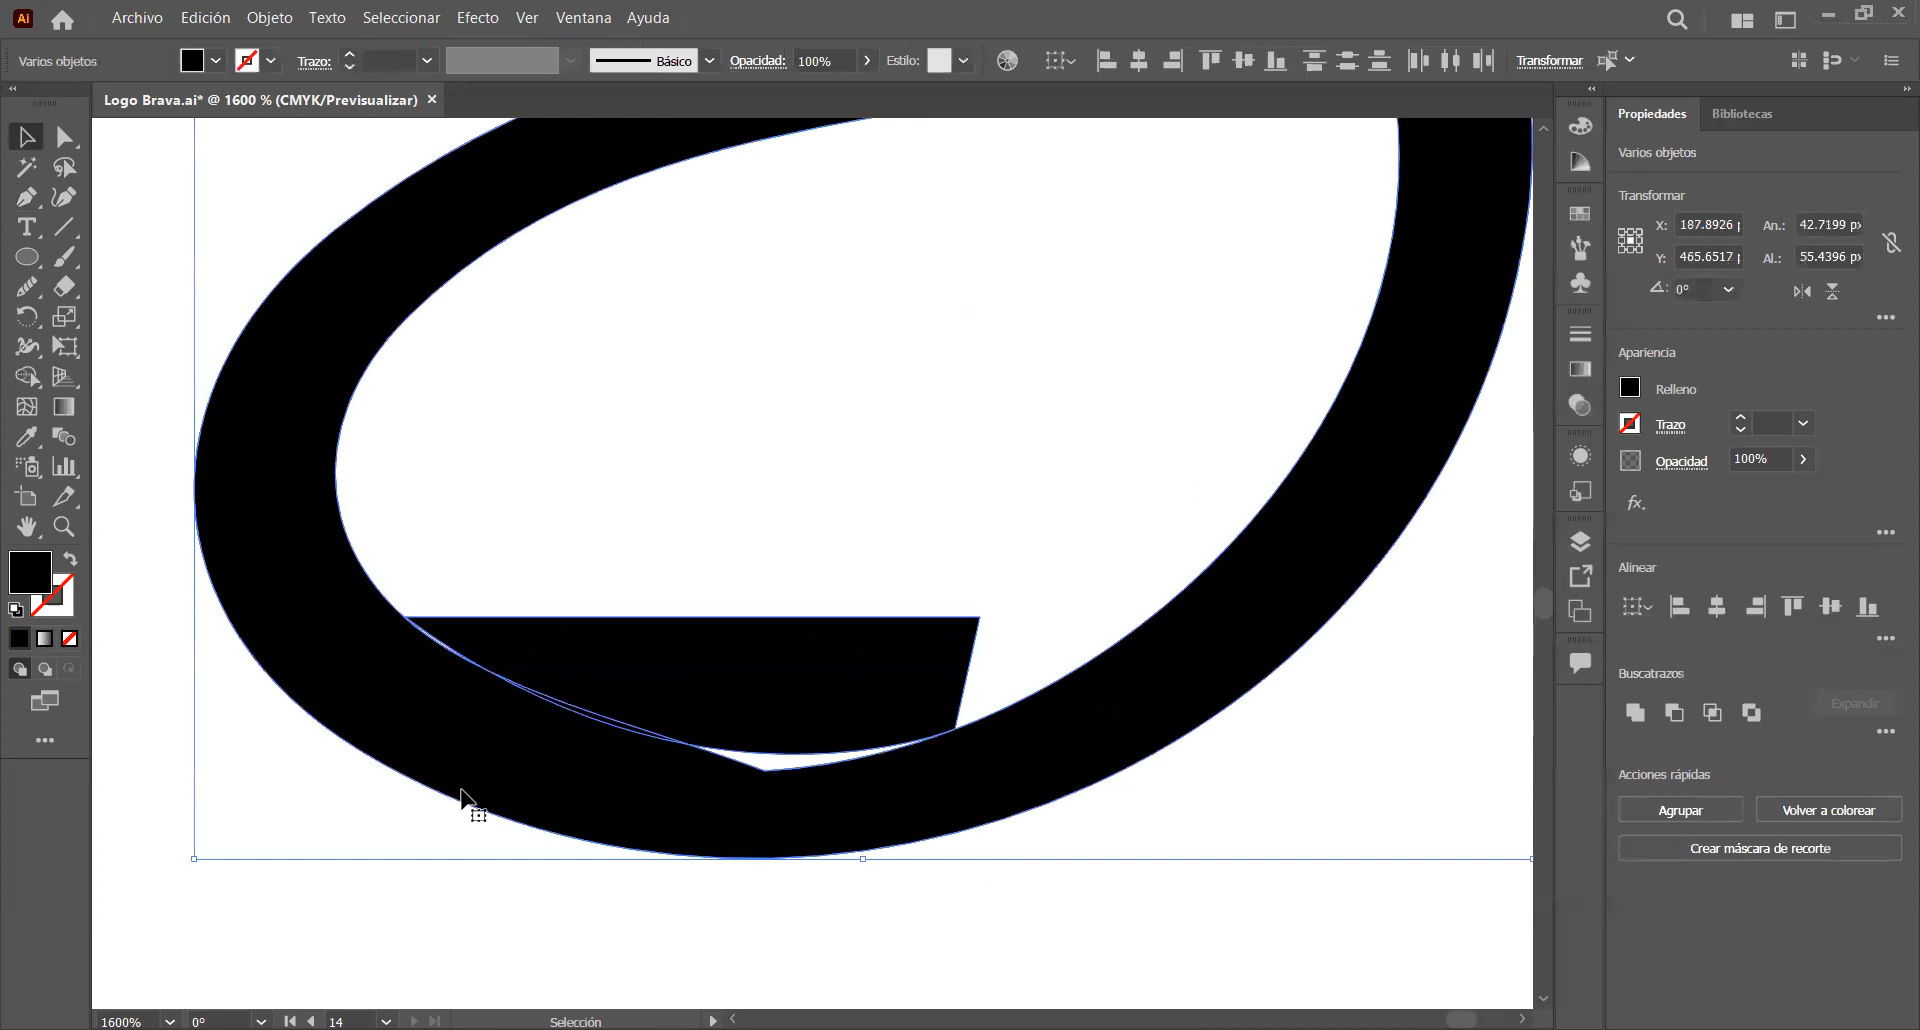 Ai Archivo Edición Objeto Texto Seleccionar Efecto Ver Ventana Ayuda
Varios objetos Trazo: Básico Opacidad: 100% Estilo: Transformar
Logo Brava.ai* @ 1600 % (CMYK/Previsualizar) ×
Propiedades Bibliotecas
Varios objetos
Transformar
X: 187.8926 p An.: 42.7199 px
Y: 465.6517 p Al.: 55.4396 px
0°
Apariencia
Relleno
Trazo
Opacidad 100%
fx
Alinear
Buscatrazos
Expandir
Acciones rápidas
Agrupar Volver a colorear
Crear máscara de recorte
1600% 0° 14 Selección